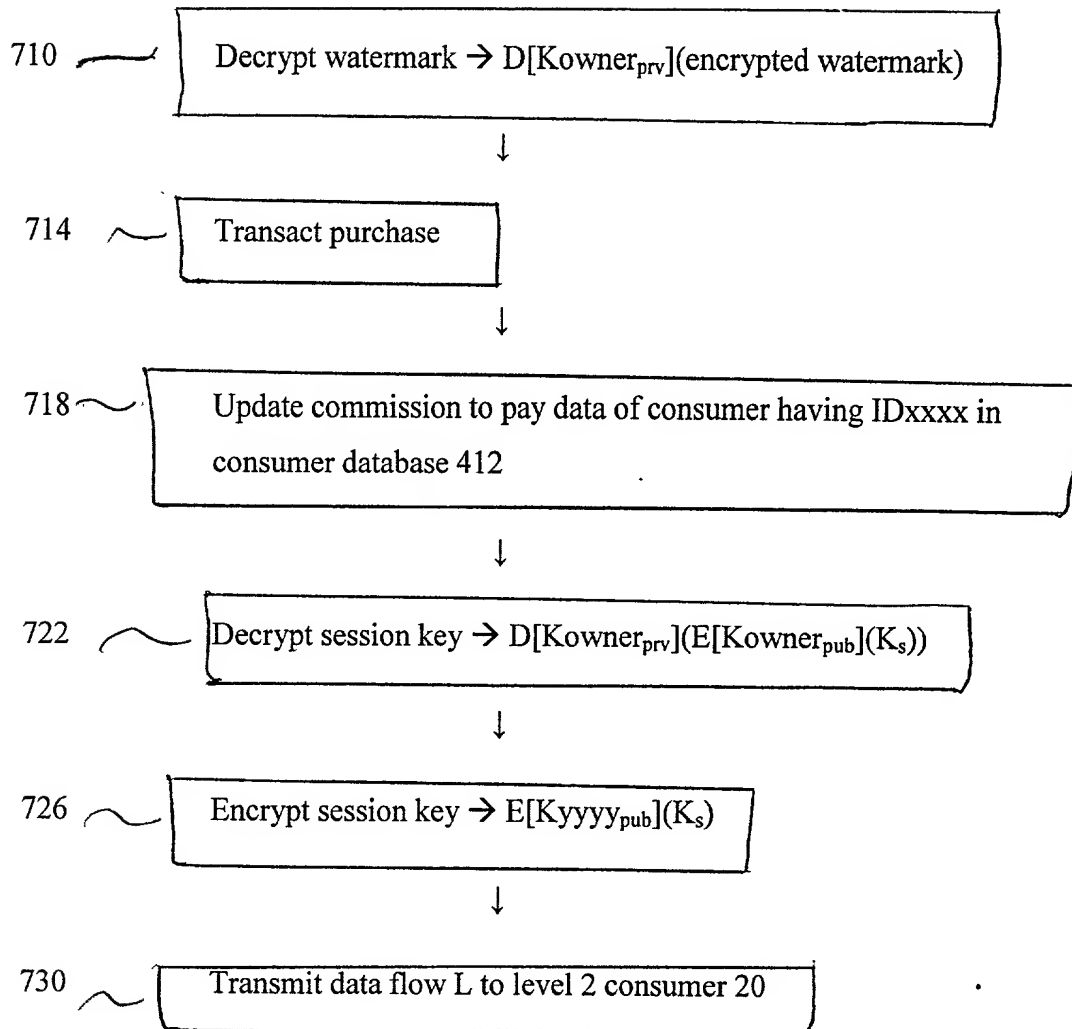 710 Decrypt watermark → D[Kowner_prv](encrypted watermark)
↓
714 Transact purchase
↓
718 Update commission to pay data of consumer having IDxxxx in
consumer database 412
↓
722 Decrypt session key → D[Kowner_prv](E[Kowner_pub](K_s))
↓
726 Encrypt session key → E[Kyyyy_pub](K_s)
↓
730 Transmit data flow L to level 2 consumer 20